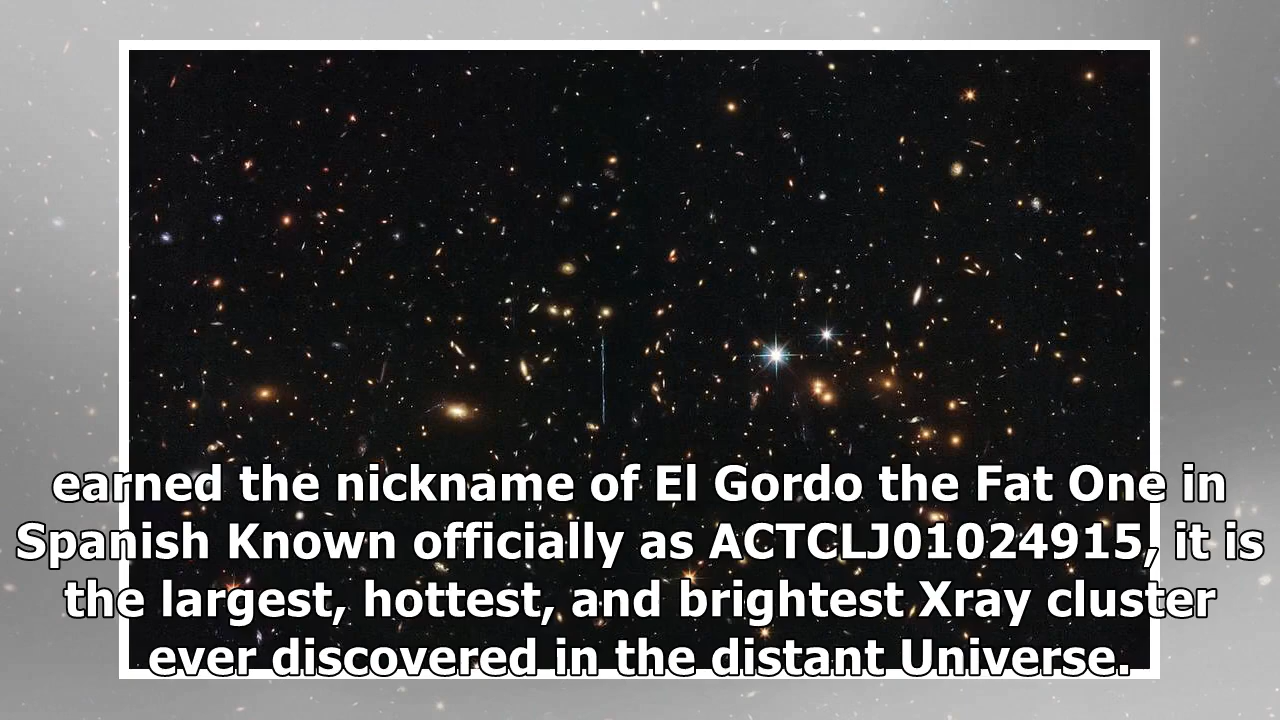 earned the nickname of El Gordo the Fat One in
Spanish Known officially as ACTCLJ01024915, it is
the largest, hottest, and brightest Xray cluster
ever discovered in the distant Universe.